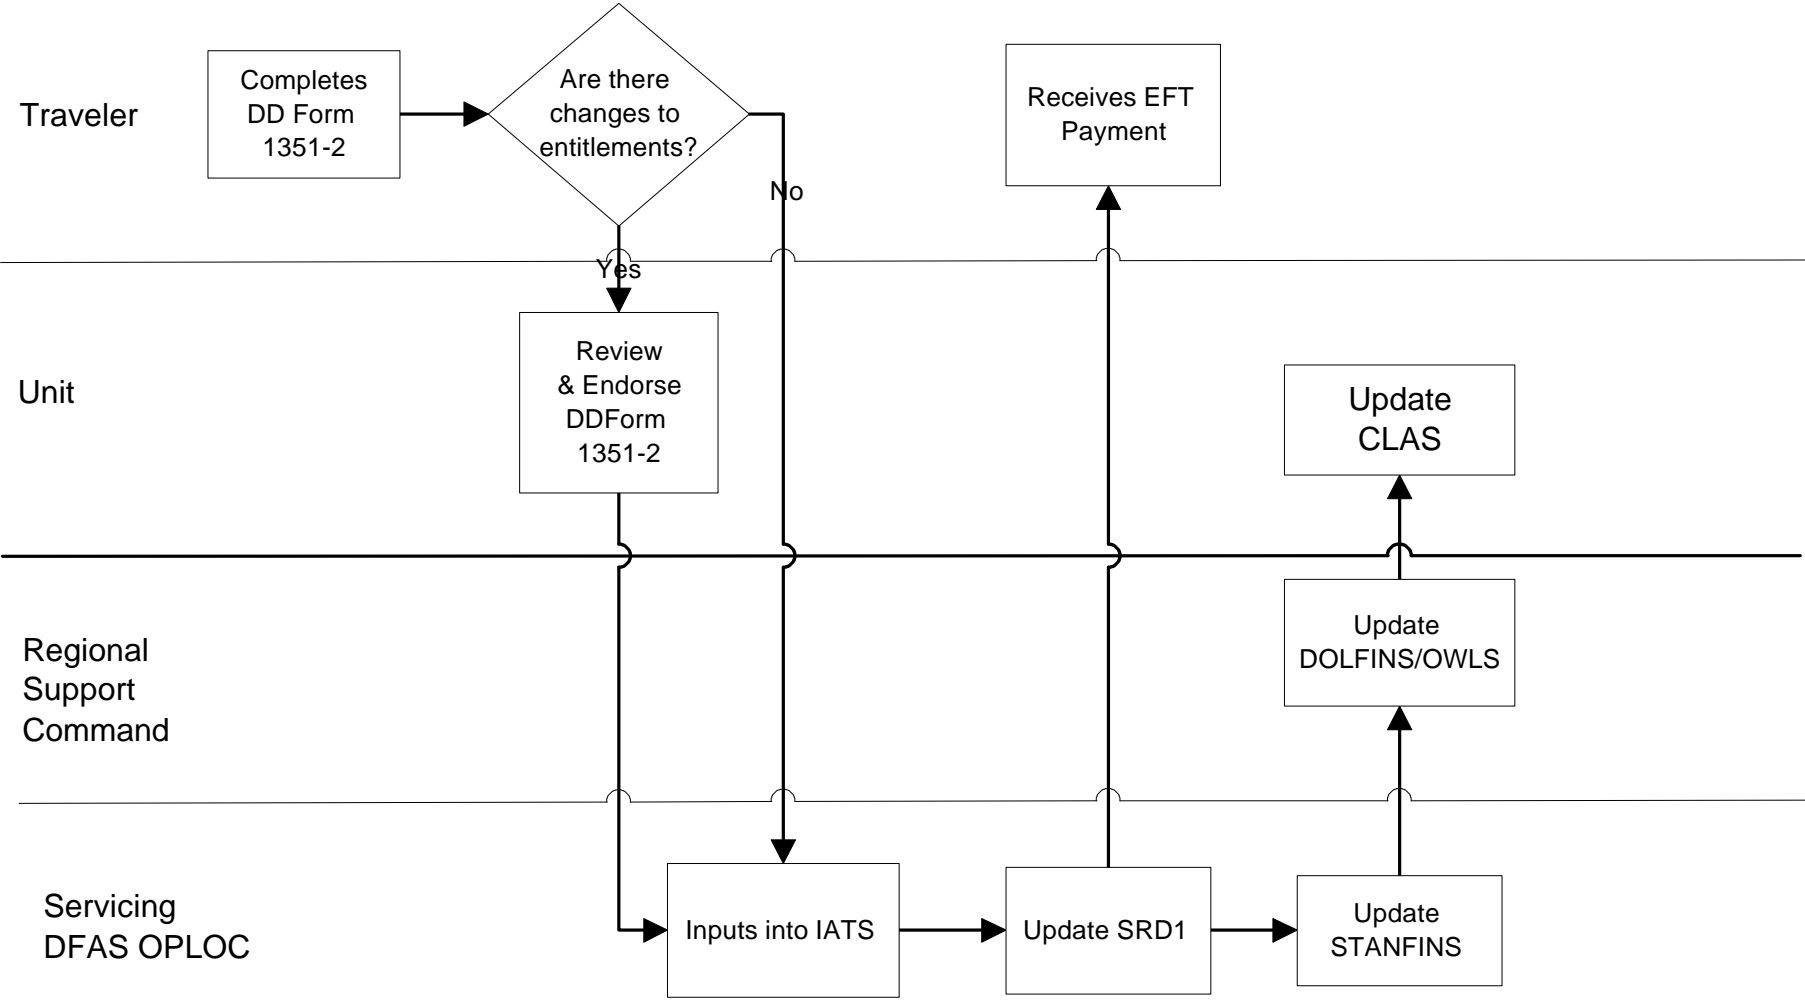 Traveler
Completes
DD Form
1351-2
Are there
changes to
entitlements?
Receives EFT
Payment
No
Yes
Unit
Review
& Endorse
DDForm
1351-2
Update
CLAS
Regional
Support
Command
Update
DOLFINS/OWLS
Servicing
DFAS OPLOC
Inputs into IATS
Update SRD1
Update
STANFINS